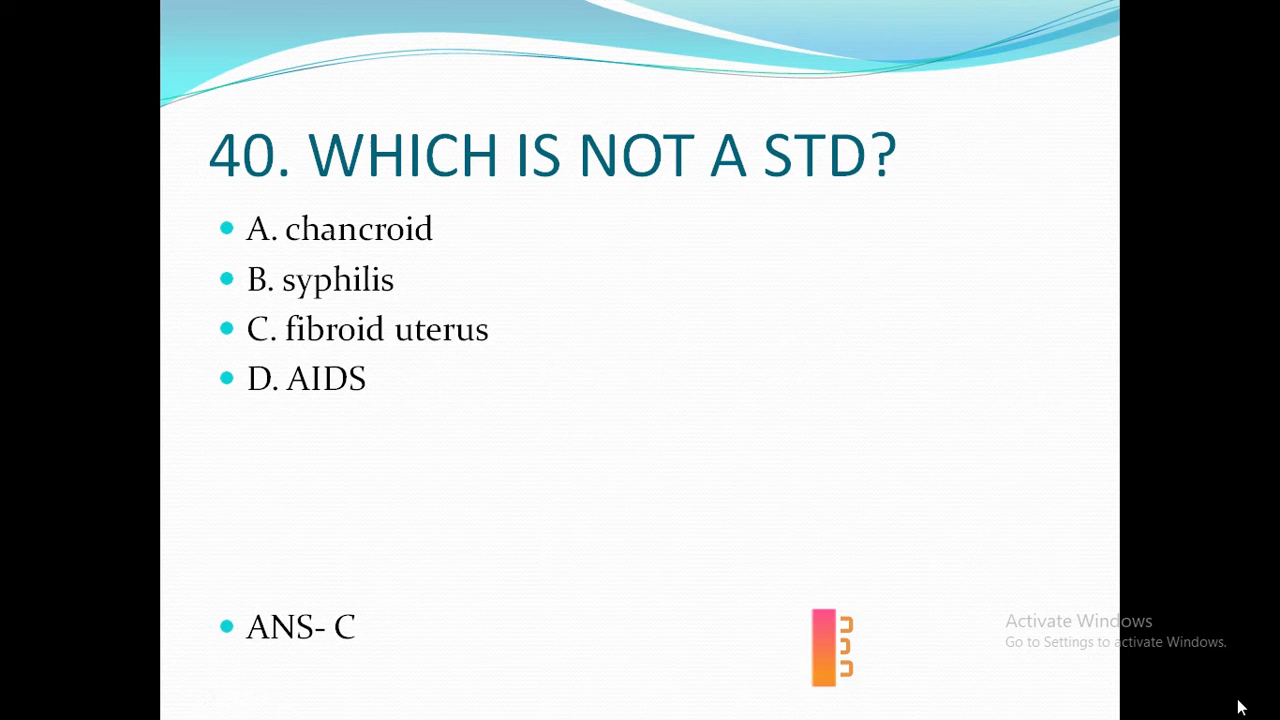 40. WHICH IS NOT A STD?
A. chancroid
B. syphilis
C. fibroid uterus
D. AIDS
ANS- C
Activate Windows
Go to Settings to activate Windows.